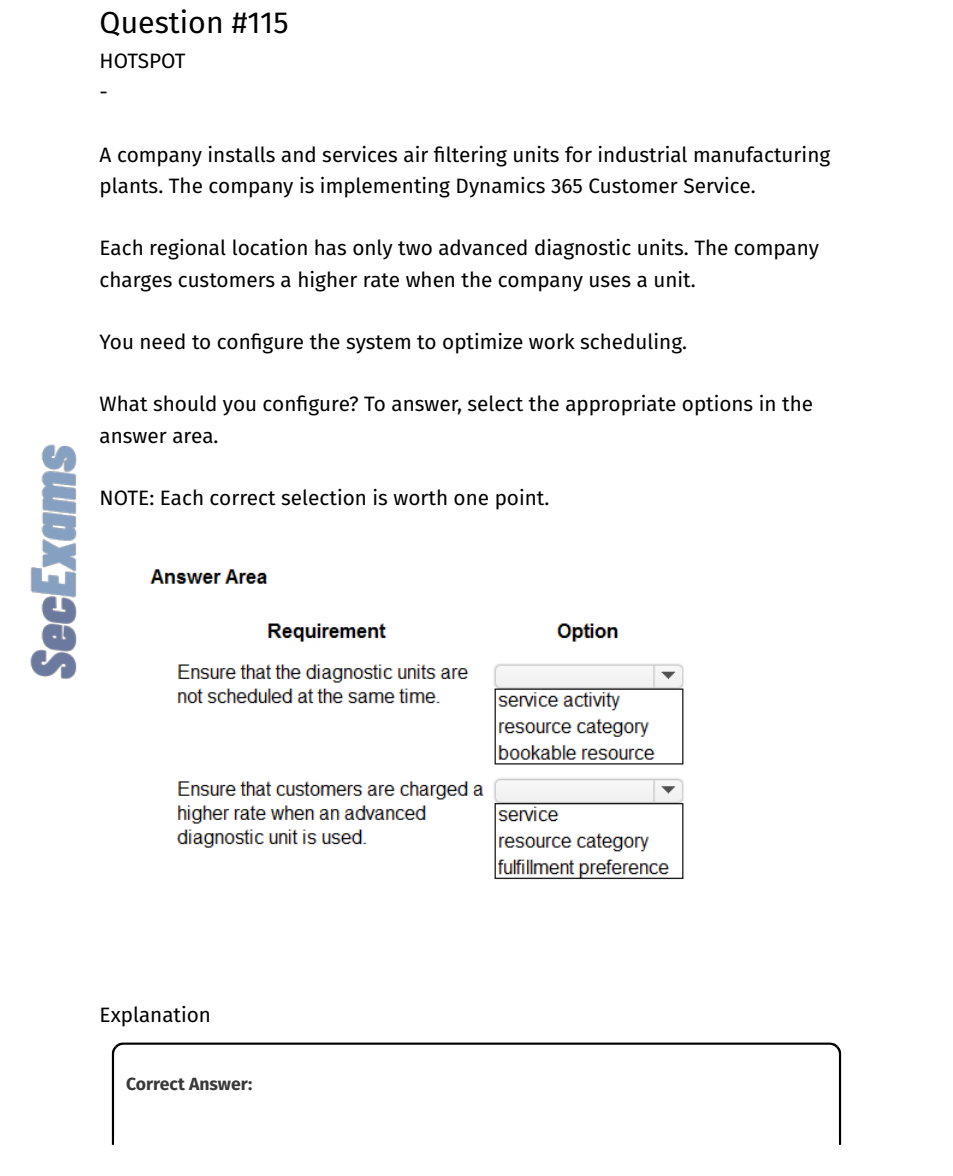 Question #115
HOTSPOT
-
A company installs and services air filtering units for industrial manufacturing
plants. The company is implementing Dynamics 365 Customer Service.
Each regional location has only two advanced diagnostic units. The company
charges customers a higher rate when the company uses a unit.
You need to configure the system to optimize work scheduling.
What should you configure? To answer, select the appropriate options in the
answer area.
NOTE: Each correct selection is worth one point.
SecExams
Answer Area
Requirement Option
Ensure that the diagnostic units are
not scheduled at the same time.
service activity
resource category
bookable resource
Ensure that customers are charged a
higher rate when an advanced
diagnostic unit is used.
service
resource category
fulfillment preference
Explanation
Correct Answer: